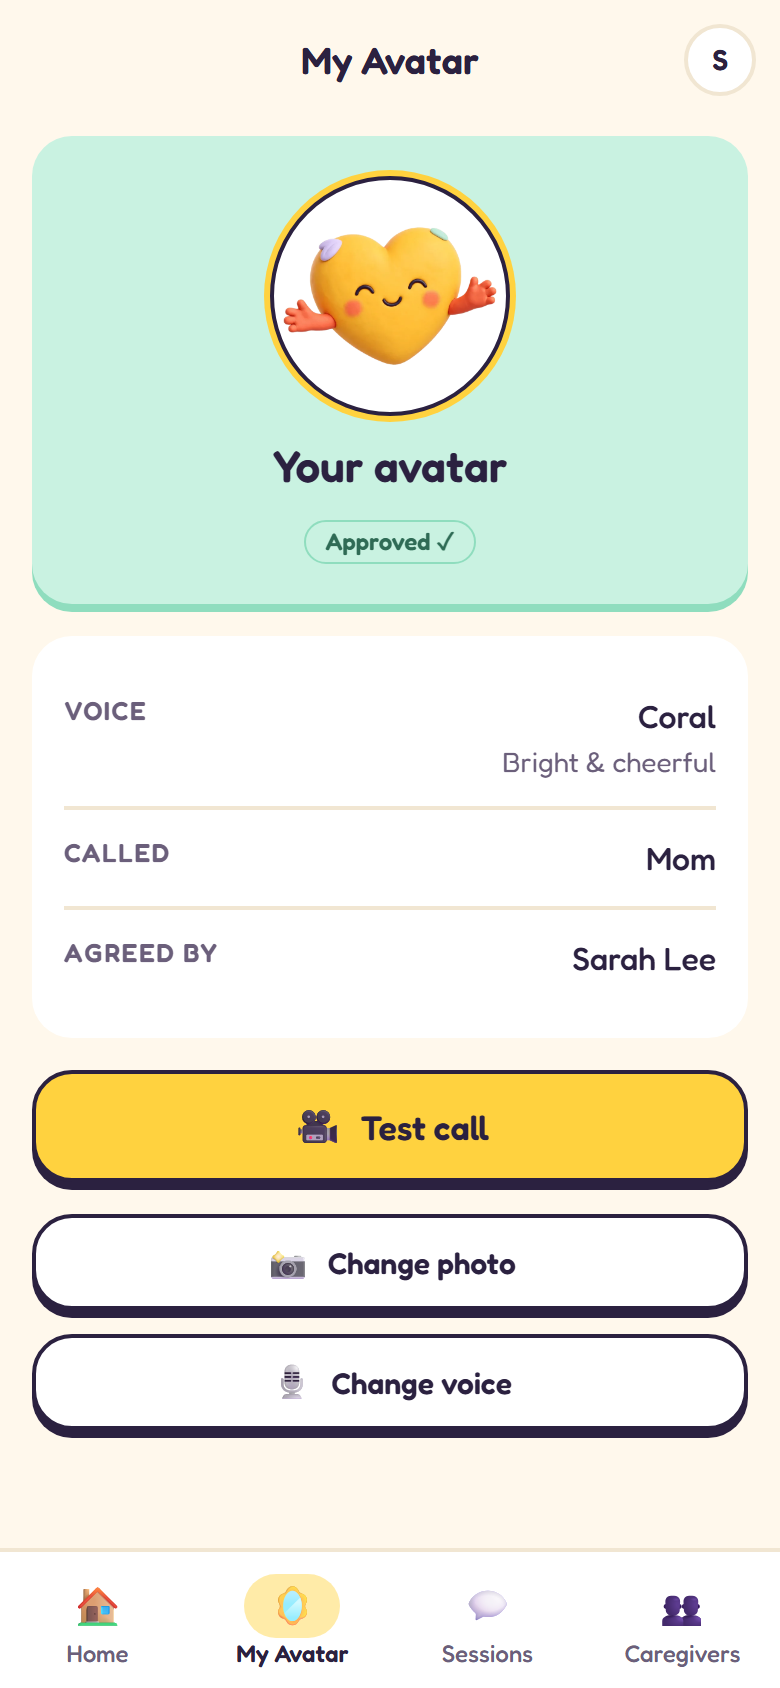 My Avatar
S
Your avatar
Approved ✓
VOICE
Coral
Bright & cheerful
CALLED
Mom
AGREED BY
Sarah Lee
Test call
Change photo
Change voice
Home
My Avatar
Sessions
Caregivers